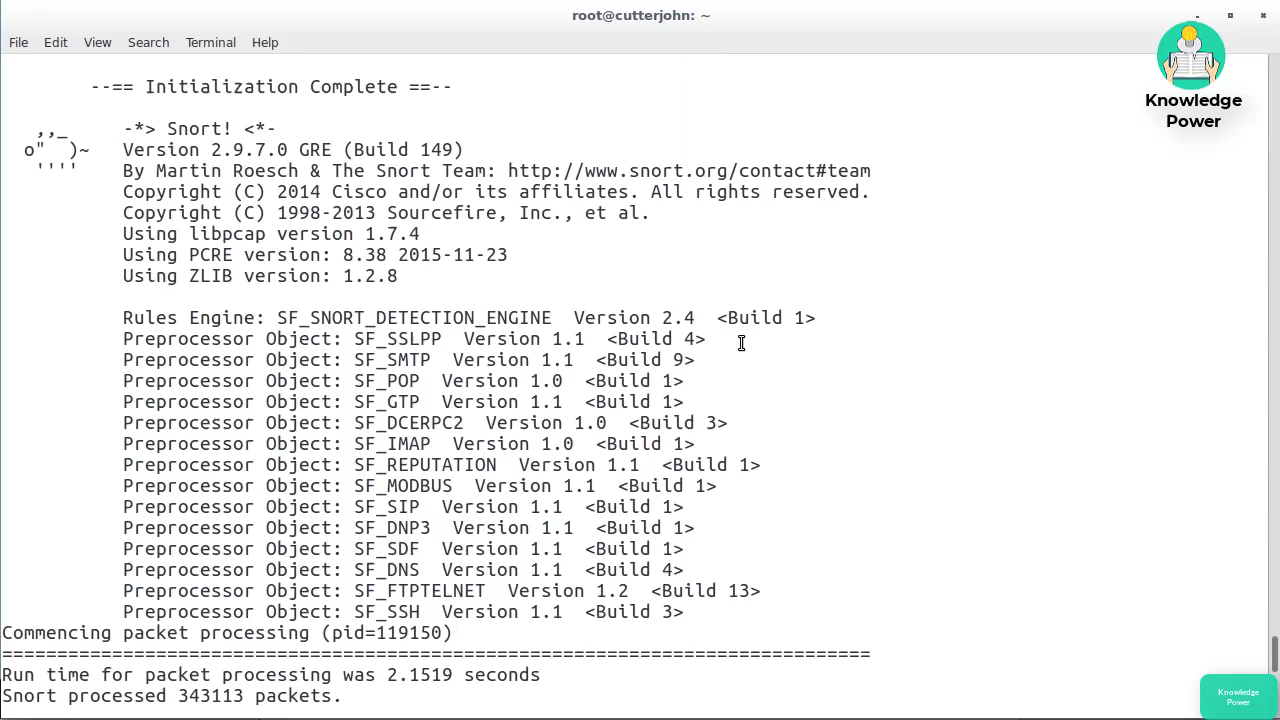 root@cutterjohn: ~
File Edit View Search Terminal Help
Knowledge
Power
--== Initialization Complete ==--
,,_ -*> Snort! <*-
o" )~ Version 2.9.7.0 GRE (Build 149)
'''' By Martin Roesch & The Snort Team: http://www.snort.org/contact#team
Copyright (C) 2014 Cisco and/or its affiliates. All rights reserved.
Copyright (C) 1998-2013 Sourcefire, Inc., et al.
Using libpcap version 1.7.4
Using PCRE version: 8.38 2015-11-23
Using ZLIB version: 1.2.8
Rules Engine: SF_SNORT_DETECTION_ENGINE Version 2.4 <Build 1>
Preprocessor Object: SF_SSLPP Version 1.1 <Build 4>
Preprocessor Object: SF_SMTP Version 1.1 <Build 9>
Preprocessor Object: SF_POP Version 1.0 <Build 1>
Preprocessor Object: SF_GTP Version 1.1 <Build 1>
Preprocessor Object: SF_DCERPC2 Version 1.0 <Build 3>
Preprocessor Object: SF_IMAP Version 1.0 <Build 1>
Preprocessor Object: SF_REPUTATION Version 1.1 <Build 1>
Preprocessor Object: SF_MODBUS Version 1.1 <Build 1>
Preprocessor Object: SF_SIP Version 1.1 <Build 1>
Preprocessor Object: SF_DNP3 Version 1.1 <Build 1>
Preprocessor Object: SF_SDF Version 1.1 <Build 1>
Preprocessor Object: SF_DNS Version 1.1 <Build 4>
Preprocessor Object: SF_FTPTELNET Version 1.2 <Build 13>
Preprocessor Object: SF_SSH Version 1.1 <Build 3>
Commencing packet processing (pid=119150)
===============================================================================
Run time for packet processing was 2.1519 seconds
Snort processed 343113 packets.
Knowledge
Power